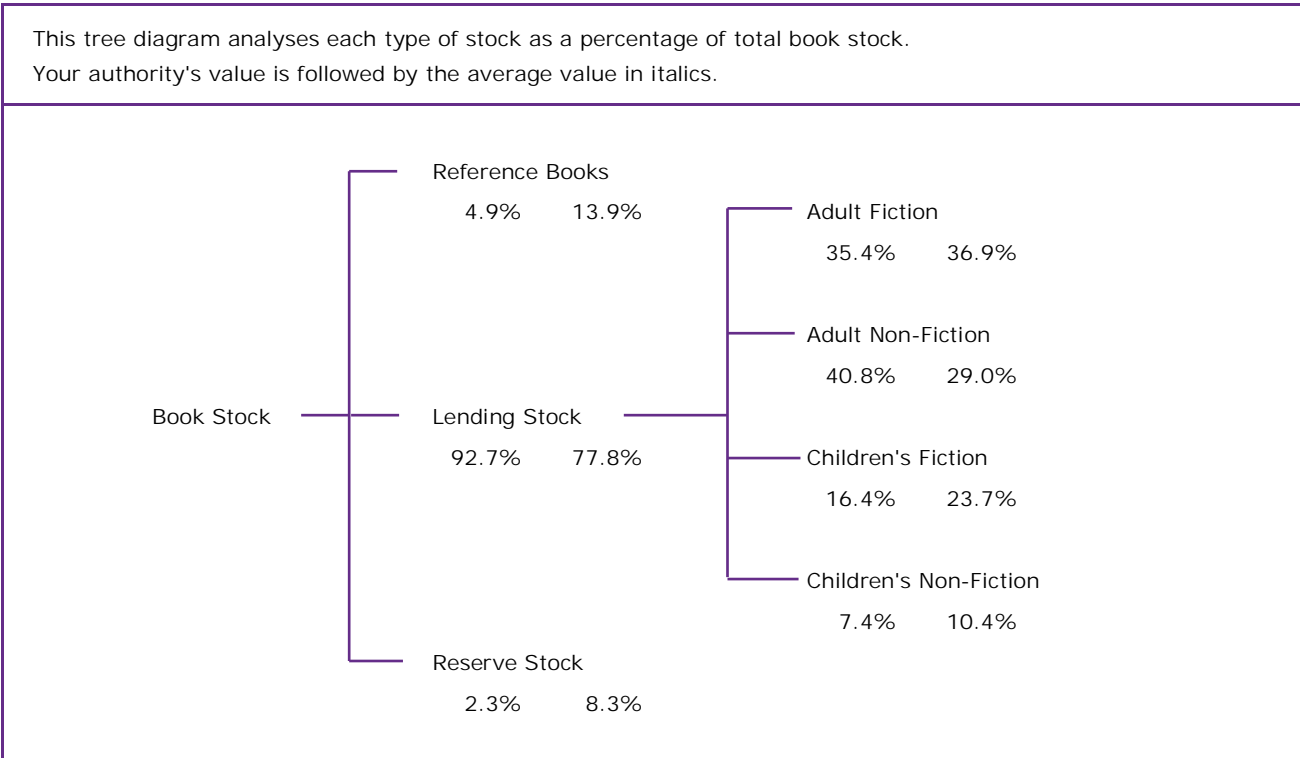 This tree diagram analyses each type of stock as a percentage of total book stock.
Your authority's value is followed by the average value in italics.
Reference Books
4.9% 13.9%
Adult Fiction
35.4% 36.9%
Adult Non-Fiction
40.8% 29.0%
Book Stock
Lending Stock
92.7% 77.8%
Children's Fiction
16.4% 23.7%
Children's Non-Fiction
7.4% 10.4%
Reserve Stock
2.3% 8.3%